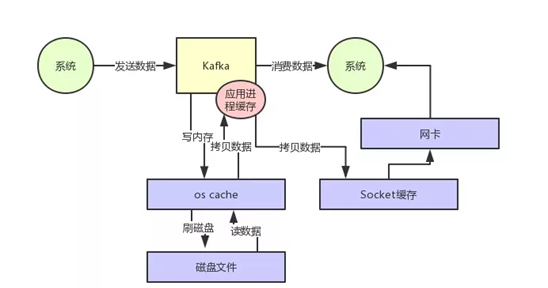 系统
发送数据
Kafka
消费数据
系统
应用进
程缓存
写内存
拷贝数据
拷贝数据
网卡
os cache
Socket缓存
刷磁盘
读数据
磁盘文件